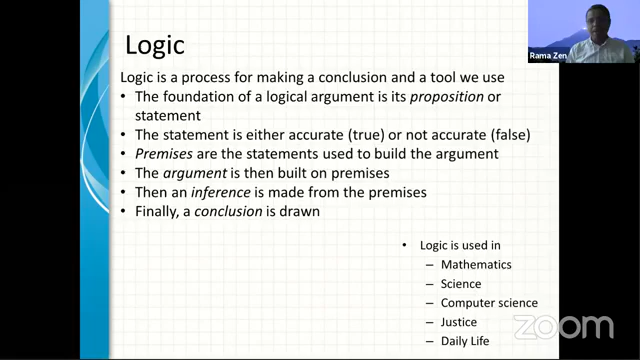 Logic
Logic is a process for making a conclusion and a tool we use
• The foundation of a logical argument is its proposition or
statement
• The statement is either accurate (true) or not accurate (false)
• Premises are the statements used to build the argument
• The argument is then built on premises
• Then an inference is made from the premises
• Finally, a conclusion is drawn
• Logic is used in
– Mathematics
– Science
– Computer science
– Justice
– Daily Life
Rama Zen
zoom